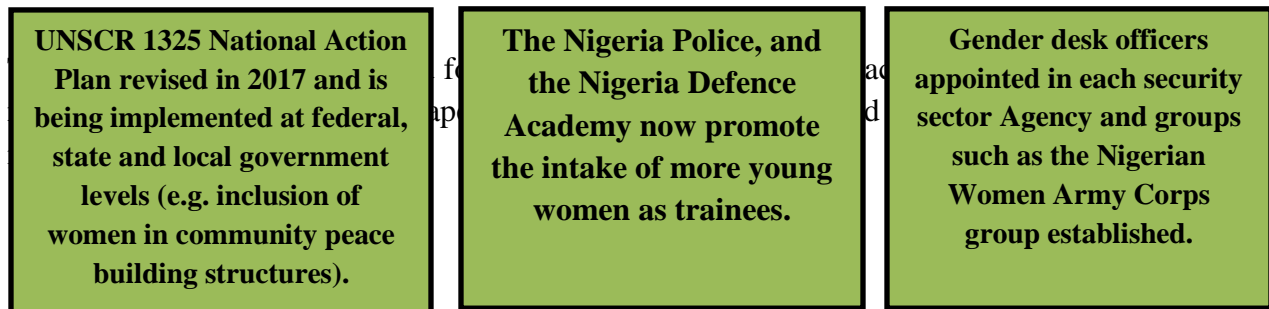 UNSCR 1325 National Action
Plan revised in 2017 and is
being implemented at federal,
state and local government
levels (e.g. inclusion of
women in community peace
building structures).
The Nigeria Police, and
the Nigeria Defence
Academy now promote
the intake of more young
women as trainees.
Gender desk officers
appointed in each security
sector Agency and groups
such as the Nigerian
Women Army Corps
group established.